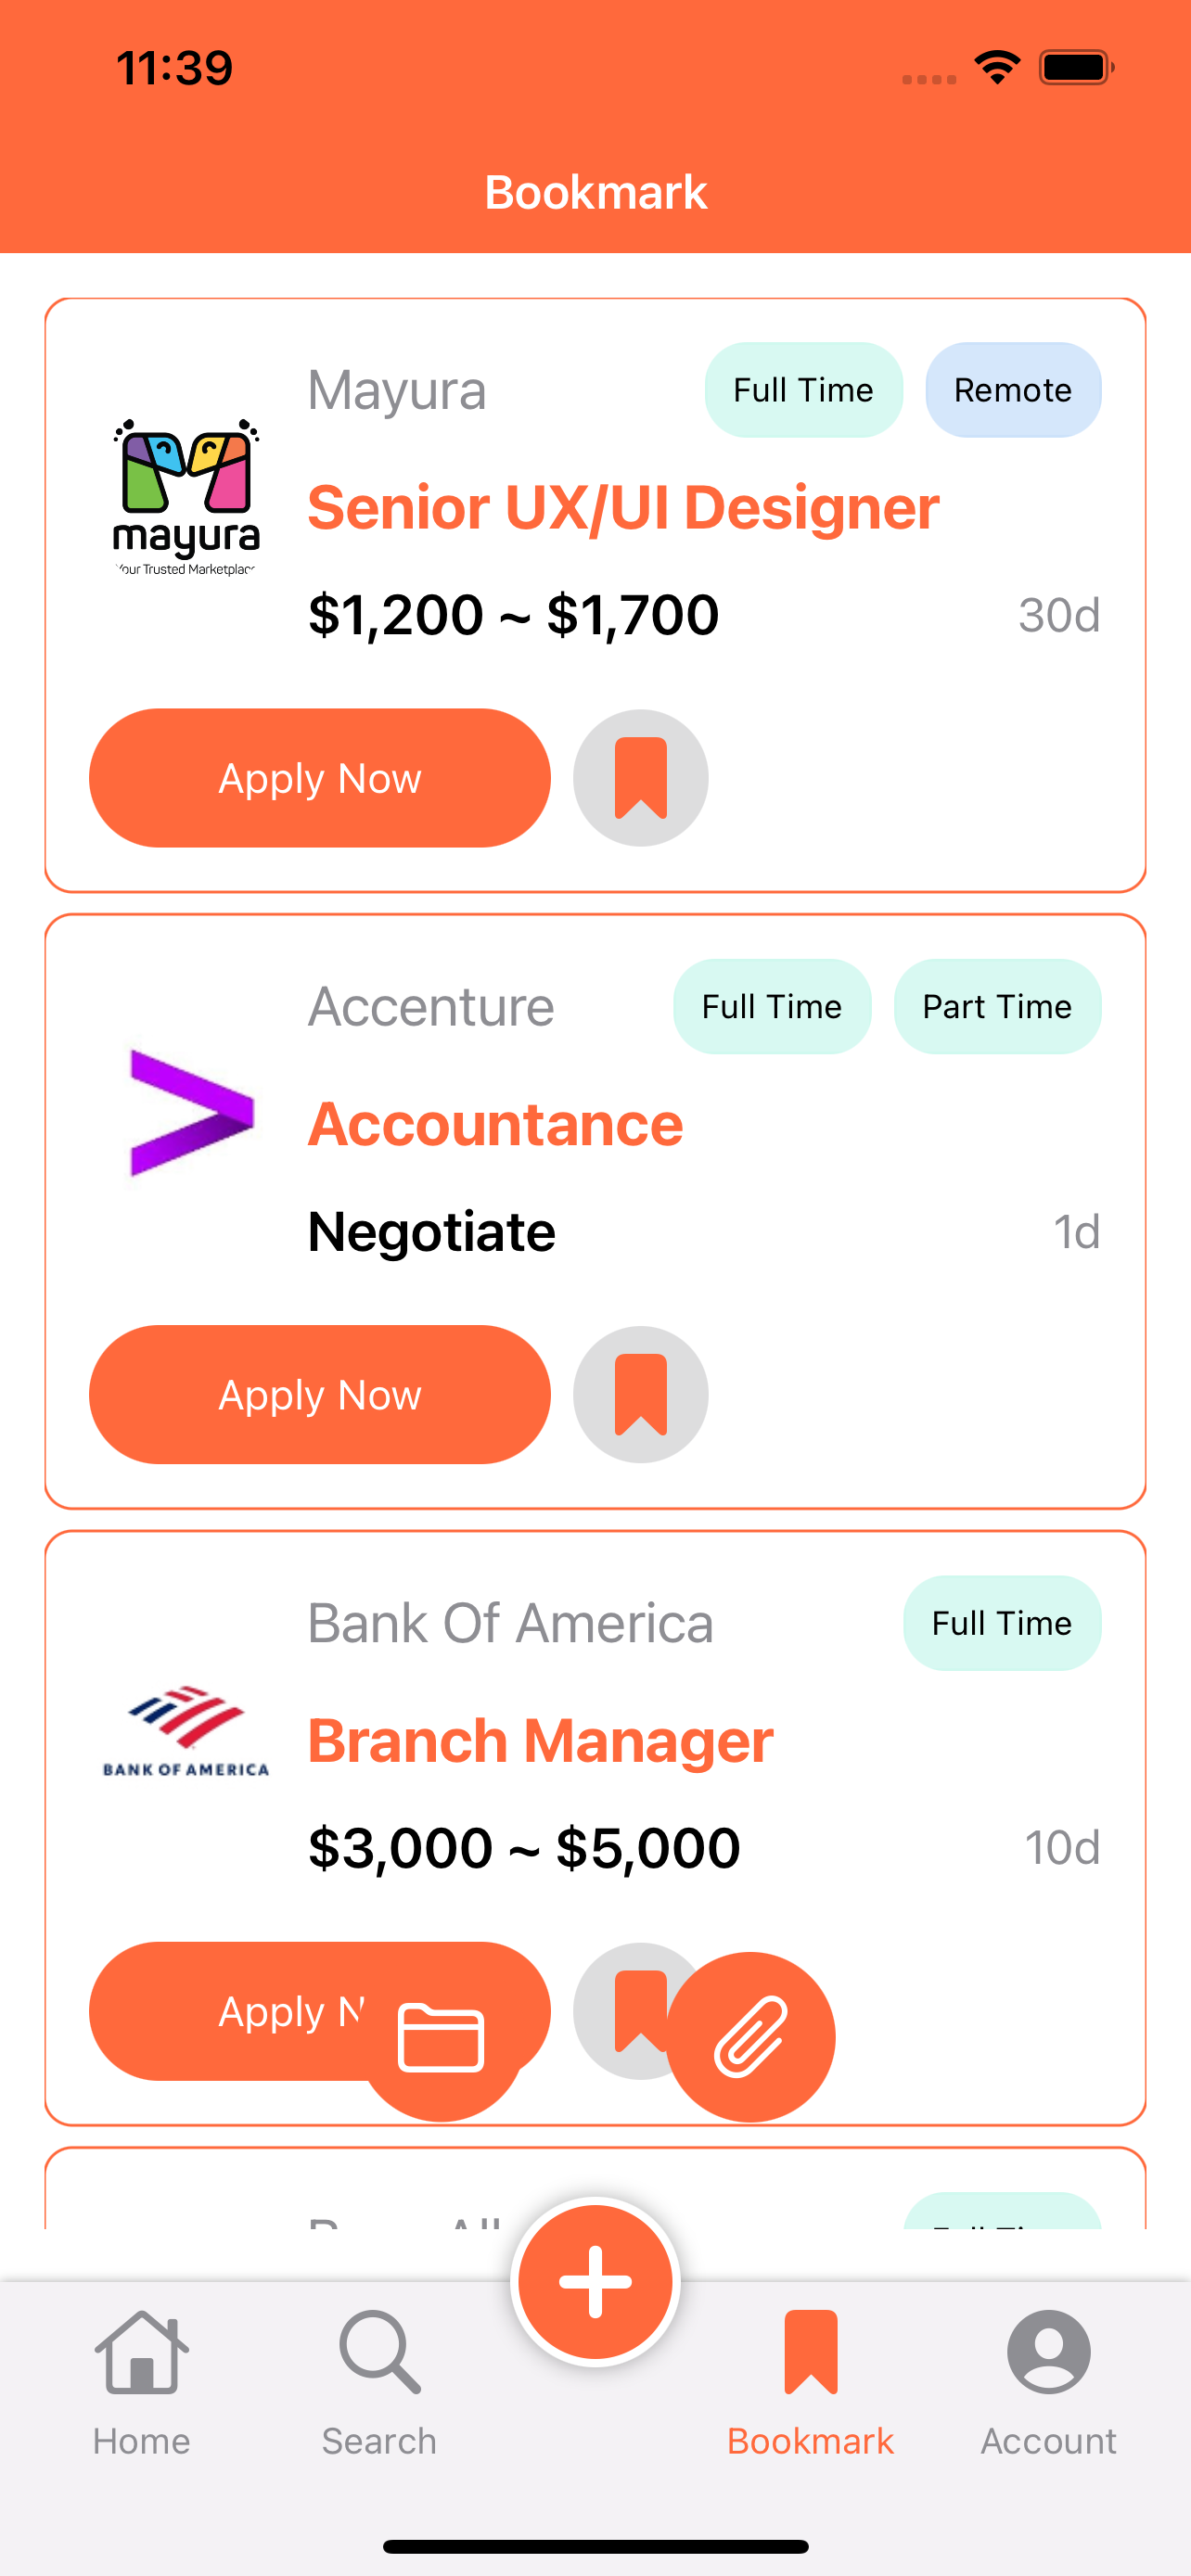 11:39
Bookmark
Mayura
Full Time
Remote
mayura
Your Trusted Marketplace
Senior UX/UI Designer
$1,200 ~ $1,700
30d
Apply Now
Accenture
Full Time
Part Time
Accountance
Negotiate
1d
Apply Now
Bank Of America
Full Time
BANK OF AMERICA
Branch Manager
$3,000 ~ $5,000
10d
Apply
Home
Search
Bookmark
Account